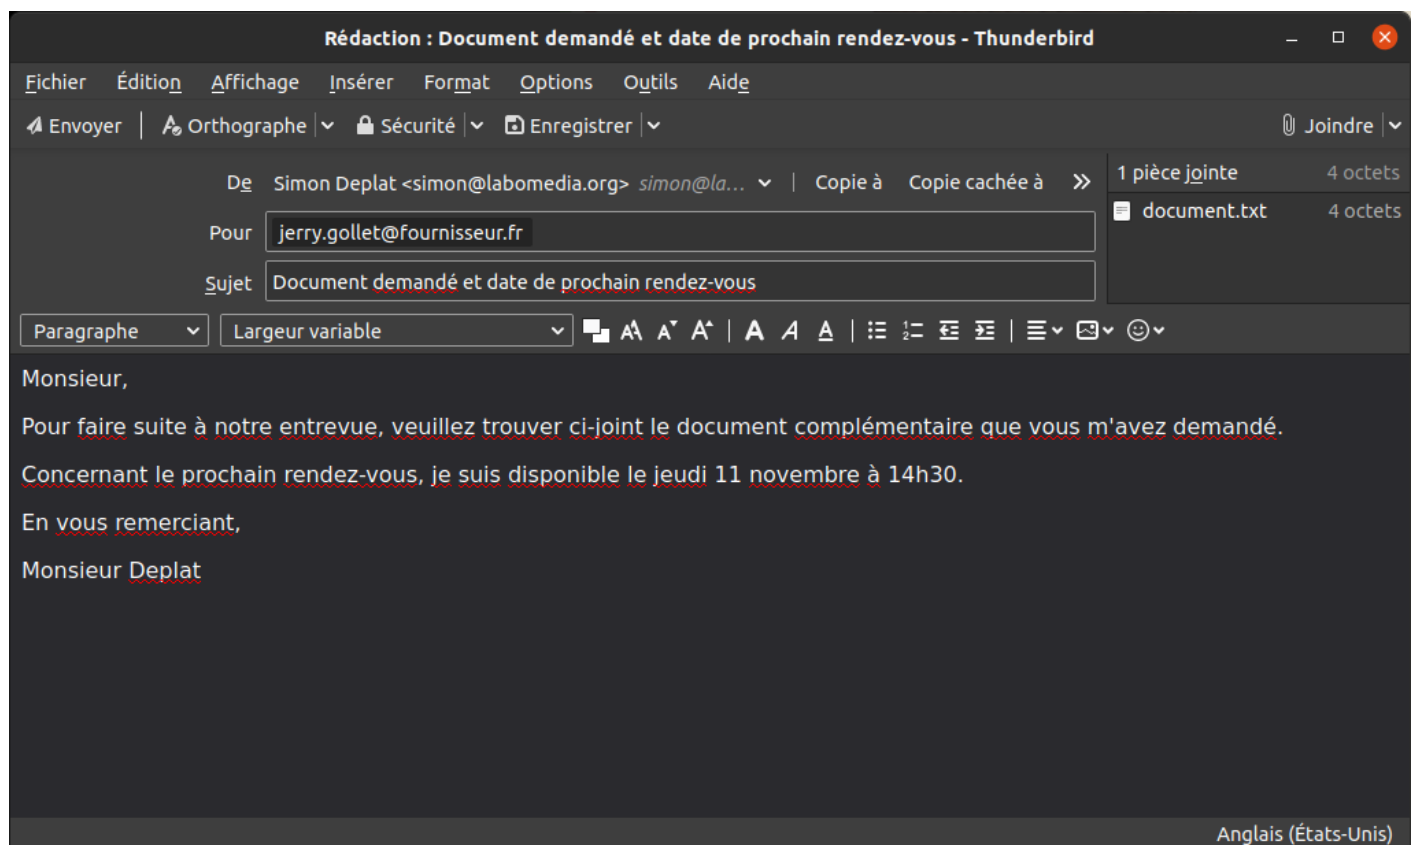 Rédaction : Document demandé et date de prochain rendez-vous - Thunderbird
Fichier Édition Affichage Insérer Format Options Outils Aide
Envoyer Orthographe Sécurité Enregistrer Joindre
De Simon Deplat <simon@labomedia.org> simon@la... Copie à Copie cachée à
1 pièce jointe 4 octets
document.txt 4 octets
Pour jerry.gollet@fournisseur.fr
Sujet Document demandé et date de prochain rendez-vous
Paragraphe Largeur variable
Monsieur,
Pour faire suite à notre entrevue, veuillez trouver ci-joint le document complémentaire que vous m'avez demandé.
Concernant le prochain rendez-vous, je suis disponible le jeudi 11 novembre à 14h30.
En vous remerciant,
Monsieur Deplat
Anglais (États-Unis)